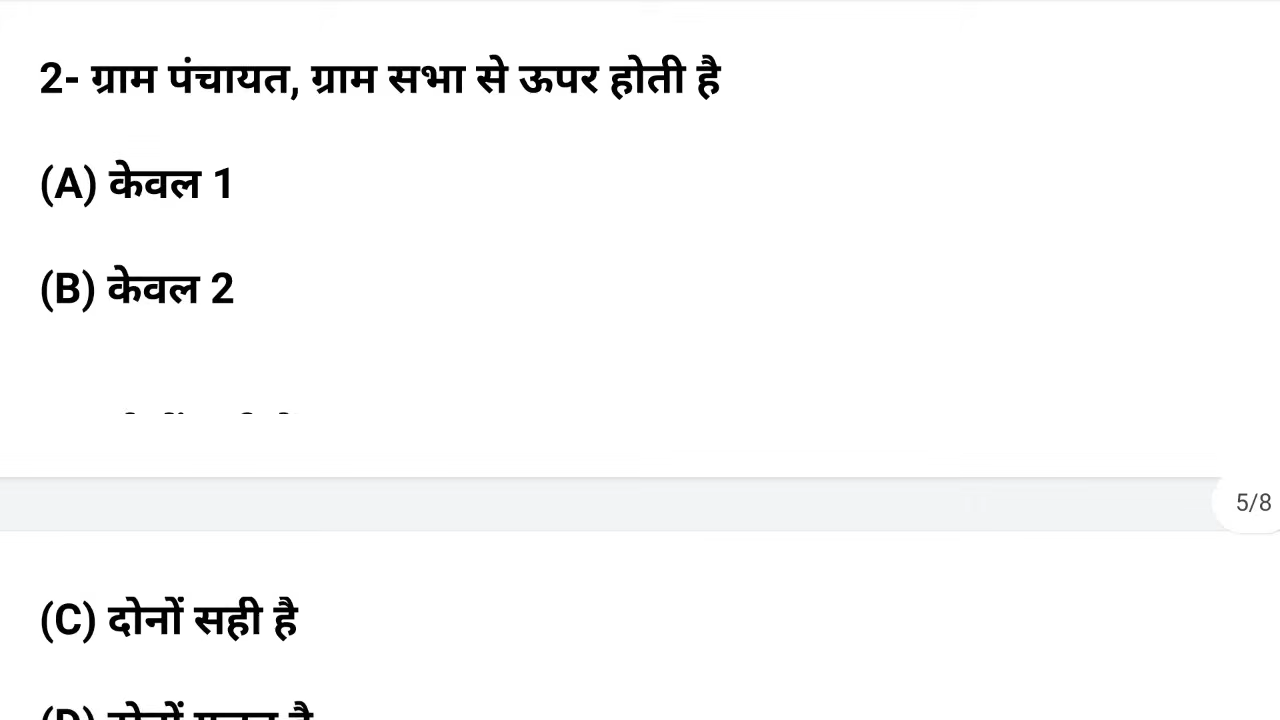 2- ग्राम पंचायत, ग्राम सभा से ऊपर होती है
(A) केवल 1
(B) केवल 2
5/8
(C) दोनों सही है